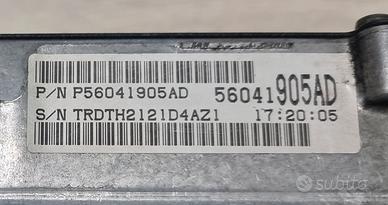 P/N P56041905AD 56041905AD
S/N TRDTH2121D4AZ1 17:20:05
subito